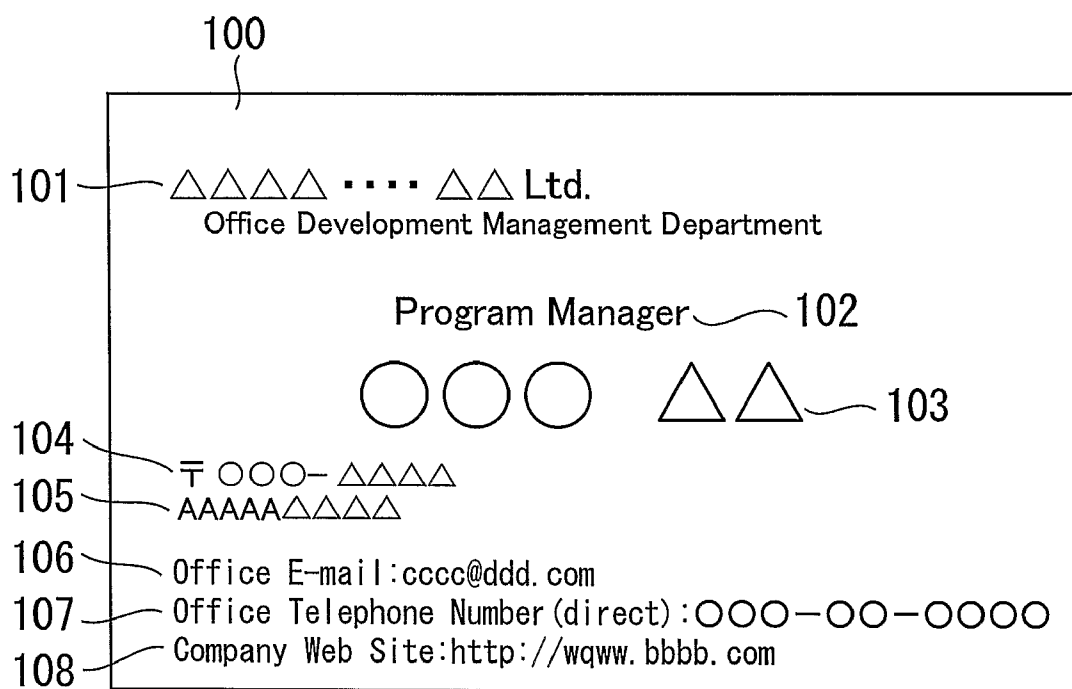 100
101 △△△△ ・・・・ △△ Ltd.
Office Development Management Department
Program Manager 102
○○○ △△ 103
104 〒 ○○○- △△△△
105 AAAAA△△△△
106 Office E-mail:cccc@ddd.com
107 Office Telephone Number(direct):○○○-○○-○○○○
108 Company Web Site:http://wqww.bbbb.com